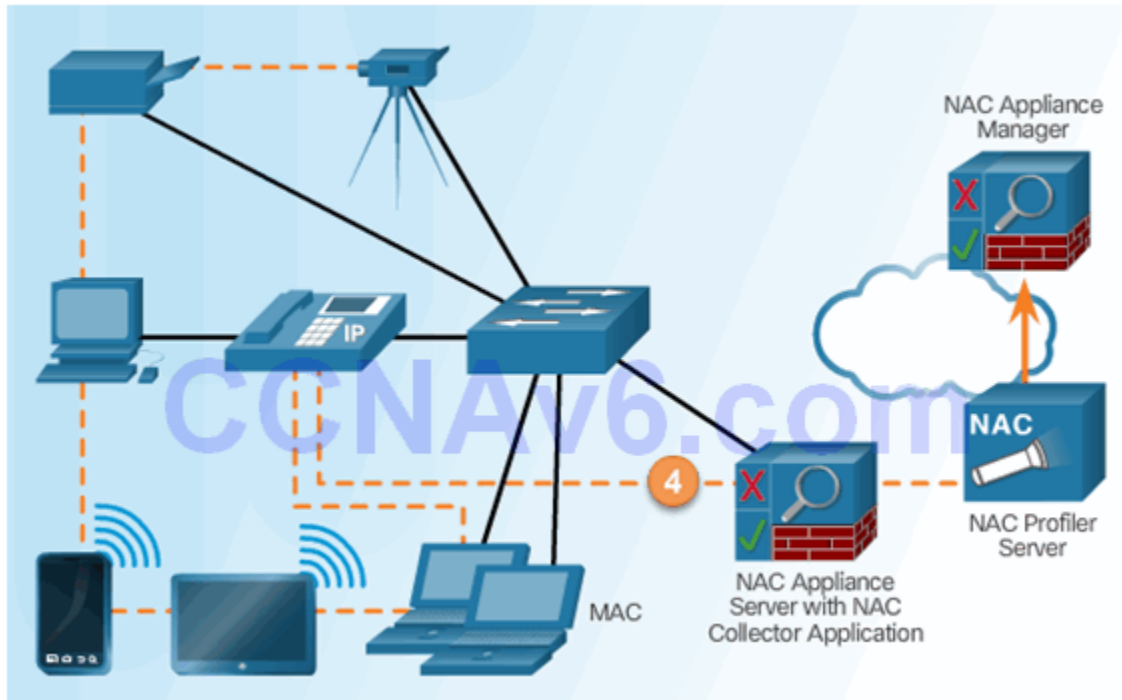 NAC Appliance
Manager
IP
CCNAv6.com
NAC
4
NAC Profiler
Server
NAC Appliance
Server with NAC
Collector Application
MAC